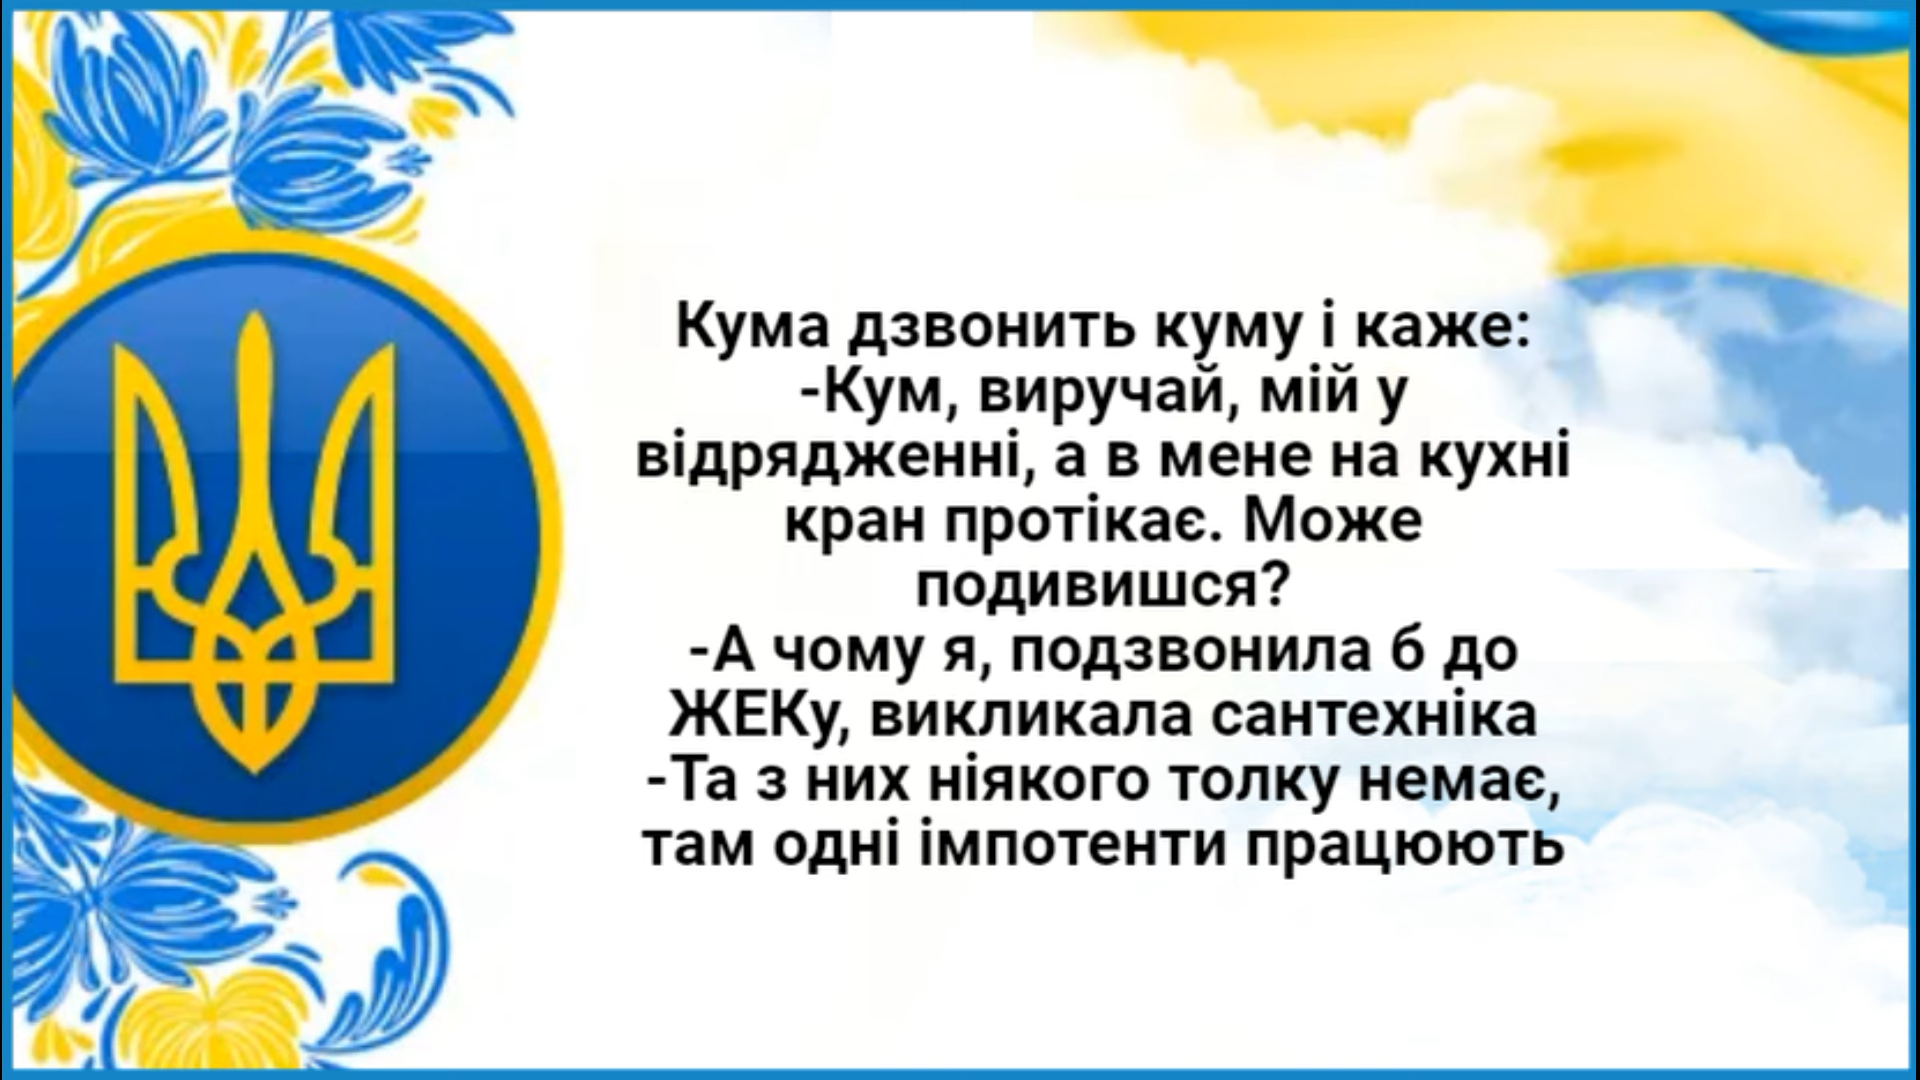 Кума дзвонить куму і каже:
-Кум, виручай, мій у
відрядженні, а в мене на кухні
кран протікає. Може
подивишся?
-А чому я, подзвонила б до
ЖЕКу, викликала сантехніка
-Та з них ніякого толку немає,
там одні імпотенти працюють